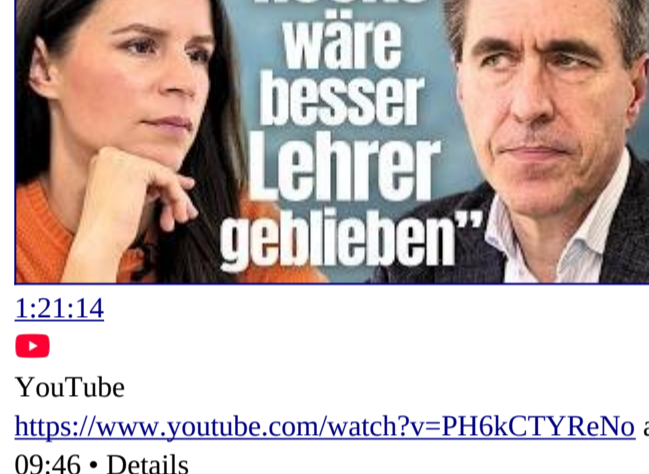 wäre
besser
Lehrer
geblieben”
1:21:14
YouTube
https://www.youtube.com/watch?v=PH6kCTYReNo
09:46 • Details